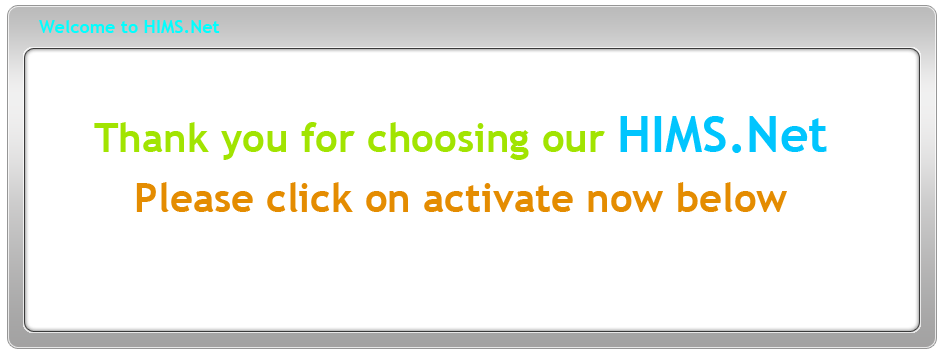 Welcome to HIMS.Net
Thank you for choosing our HIMS.Net
Please click on activate now below